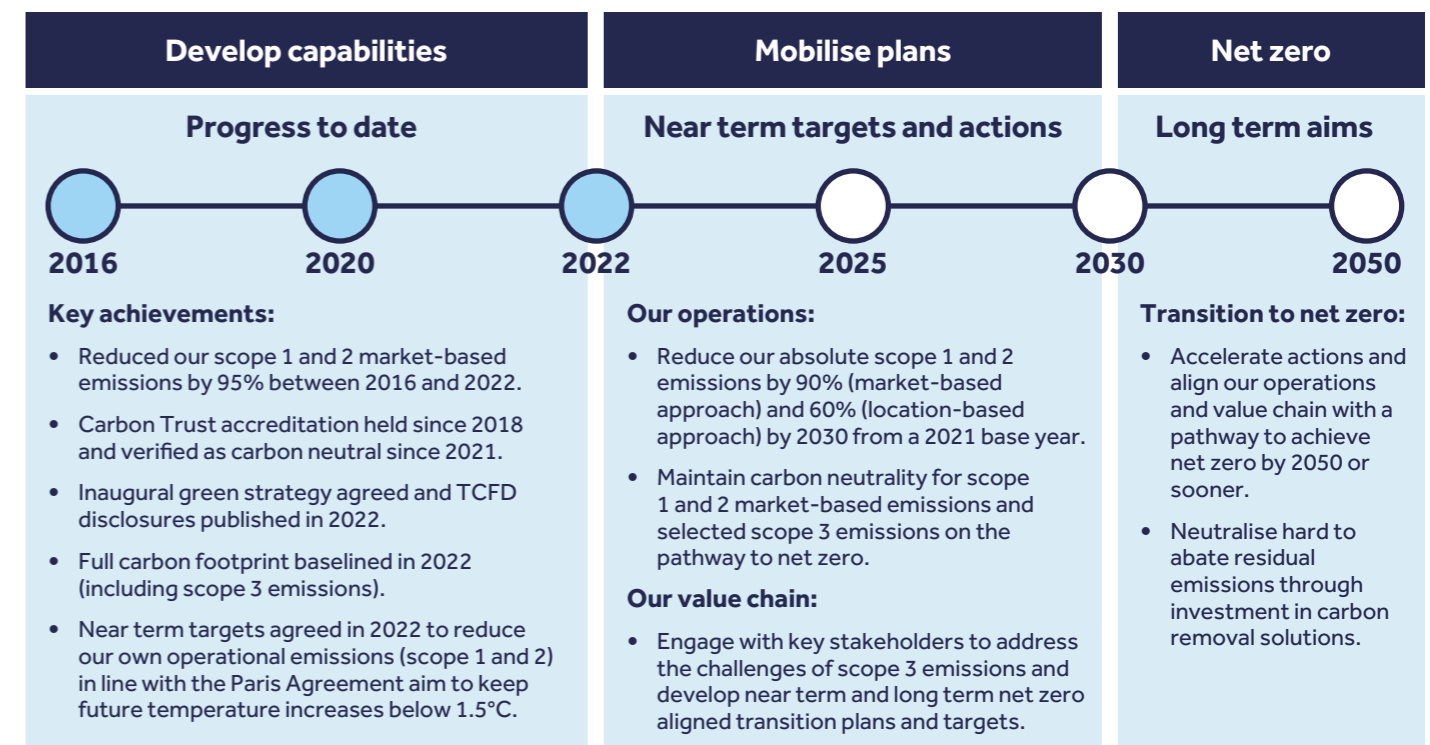 Develop capabilities
Mobilise plans
Net zero
Progress to date
Near term targets and actions
Long term aims
2016
2020
2022
2025
2030
2050
Key achievements:
• Reduced our scope 1 and 2 market-based
emissions by 95% between 2016 and 2022.
• Carbon Trust accreditation held since 2018
and verified as carbon neutral since 2021.
• Inaugural green strategy agreed and TCFD
disclosures published in 2022.
• Full carbon footprint baselined in 2022
(including scope 3 emissions).
• Near term targets agreed in 2022 to reduce
our own operational emissions (scope 1 and 2)
in line with the Paris Agreement aim to keep
future temperature increases below 1.5°C.
Our operations:
• Reduce our absolute scope 1 and 2
emissions by 90% (market-based
approach) and 60% (location-based
approach) by 2030 from a 2021 base year.
• Maintain carbon neutrality for scope
1 and 2 market-based emissions and
selected scope 3 emissions on the
pathway to net zero.
Our value chain:
• Engage with key stakeholders to address
the challenges of scope 3 emissions and
develop near term and long term net zero
aligned transition plans and targets.
Transition to net zero:
• Accelerate actions and
align our operations
and value chain with a
pathway to achieve
net zero by 2050 or
sooner.
• Neutralise hard to
abate residual
emissions through
investment in carbon
removal solutions.